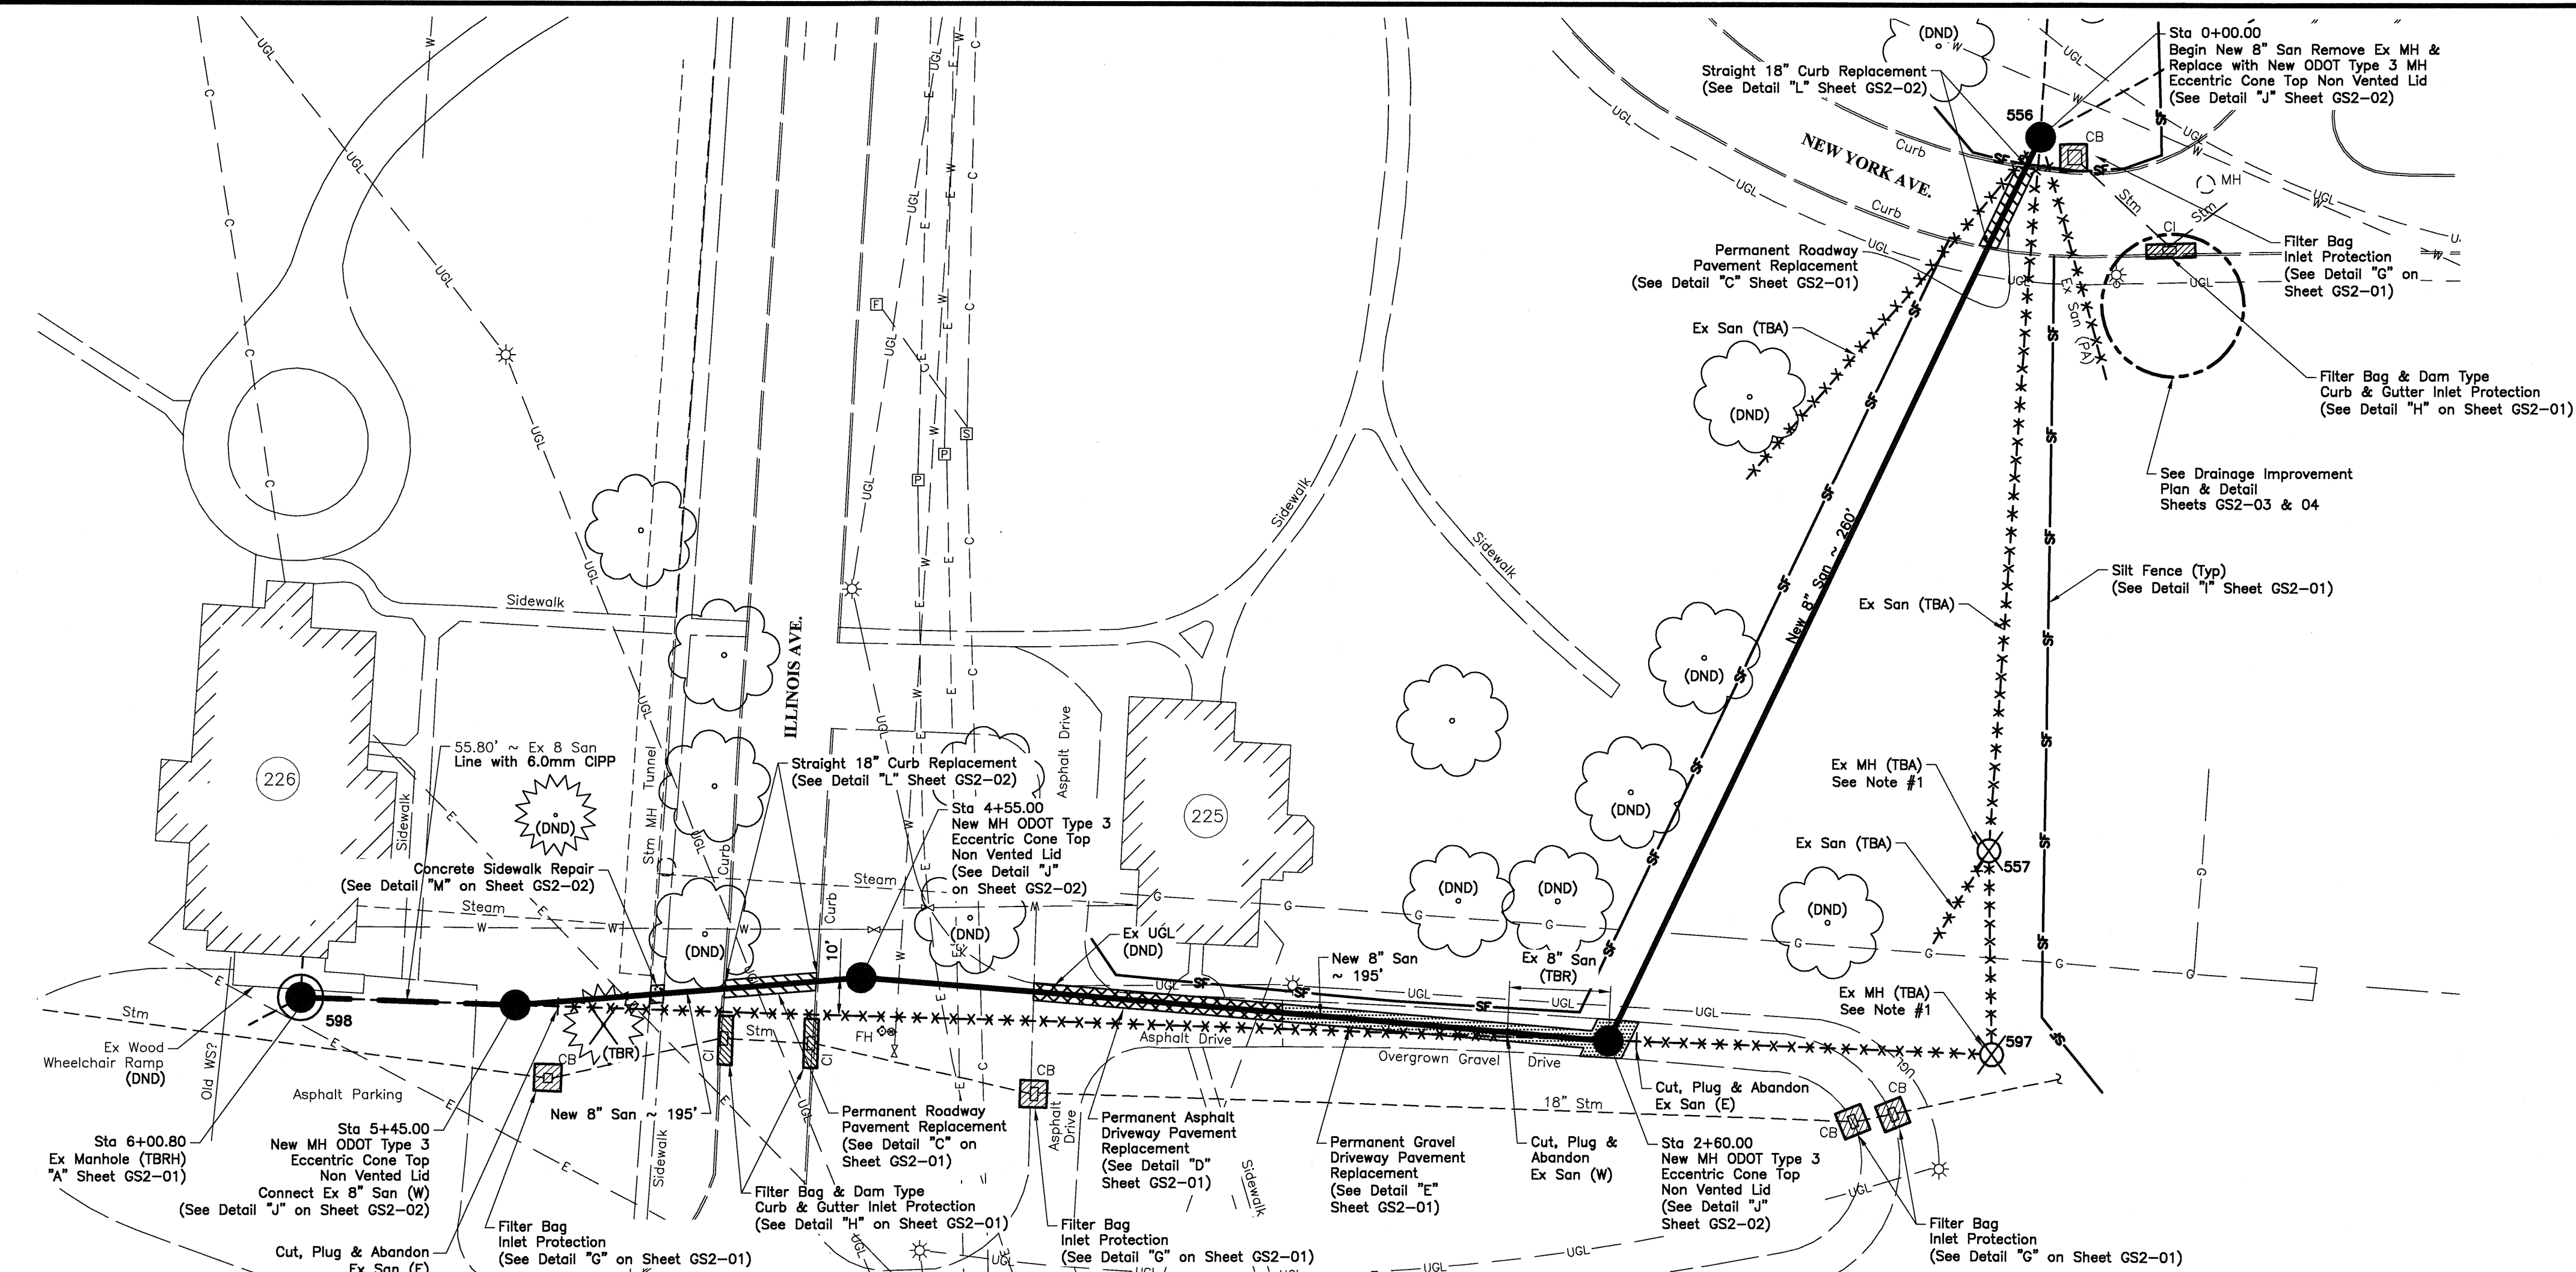 (DND)
Straight 18" Curb Replacement
(See Detail "L" Sheet GS2-02)
Sta 0+00.00
Begin New 8" San Remove Ex MH &
Replace with New ODOT Type 3 MH
Eccentric Cone Top Non Vented Lid
(See Detail "J" Sheet GS2-02)
556
CB
NEW YORK AVE.
Curb
Curb
MH
Stm
Stm
CI
Permanent Roadway
Pavement Replacement
(See Detail "C" Sheet GS2-01)
Filter Bag
Inlet Protection
(See Detail "G" on
Sheet GS2-01)
Ex San (PA)
Ex San (TBA)
(DND)
Filter Bag & Dam Type
Curb & Gutter Inlet Protection
(See Detail "H" on Sheet GS2-01)
See Drainage Improvement
Plan & Detail
Sheets GS2-03 & 04
F
S
P
P
Sidewalk
Sidewalk
New 8" San ~ 260'
Silt Fence (Typ)
(See Detail "I" Sheet GS2-01)
Ex San (TBA)
Sidewalk
(DND)
ILLINOIS AVE.
226
225
55.80' ~ Ex 8 San
Line with 6.0mm CIPP
(DND)
Sidewalk
Stm MH Tunnel
Curb
Straight 18" Curb Replacement
(See Detail "L" Sheet GS2-02)
Asphalt Drive
Sta 4+55.00
New MH ODOT Type 3
Eccentric Cone Top
Non Vented Lid
(See Detail "J"
on Sheet GS2-02)
(DND)
Ex MH (TBA)
See Note #1
Ex San (TBA)
557
Concrete Sidewalk Repair
(See Detail "M" on Sheet GS2-02)
Steam
Steam
Curb
10'
(DND)
(DND)
(DND)
(DND)
(DND)
Ex UGL
(DND)
New 8" San
~ 195'
Ex 8" San
(TBR)
Ex MH (TBA)
See Note #1
597
598
Stm
Ex Wood
Wheelchair Ramp
(DND)
Old WS?
(TBR)
CB
CI
Stm
CI
FH
Asphalt Drive
Overgrown Gravel Drive
CB
18" Stm
CB
CB
Asphalt Parking
New 8" San ~ 195'
Asphalt
Drive
Sidewalk
Sidewalk
Cut, Plug & Abandon
Ex San (E)
Sta 6+00.80
Ex Manhole (TBRH)
"A" Sheet GS2-01)
Sta 5+45.00
New MH ODOT Type 3
Eccentric Cone Top
Non Vented Lid
Connect Ex 8" San (W)
(See Detail "J" on Sheet GS2-02)
Permanent Roadway
Pavement Replacement
(See Detail "C" on
Sheet GS2-01)
Permanent Asphalt
Driveway Pavement
Replacement
(See Detail "D"
Sheet GS2-01)
Permanent Gravel
Driveway Pavement
Replacement
(See Detail "E"
Sheet GS2-01)
Cut, Plug &
Abandon
Ex San (W)
Sta 2+60.00
New MH ODOT Type 3
Eccentric Cone Top
Non Vented Lid
(See Detail "J"
Sheet GS2-02)
Cut, Plug & Abandon
Ex San (E)
Filter Bag
Inlet Protection
(See Detail "G" on Sheet GS2-01)
Filter Bag & Dam Type
Curb & Gutter Inlet Protection
(See Detail "H" on Sheet GS2-01)
Filter Bag
Inlet Protection
(See Detail "G" on Sheet GS2-01)
Filter Bag
Inlet Protection
(See Detail "G" on Sheet GS2-01)